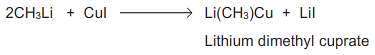 2CH₃Li + CuI ⟶ Li(CH₃)Cu + LiI
Lithium dimethyl cuprate